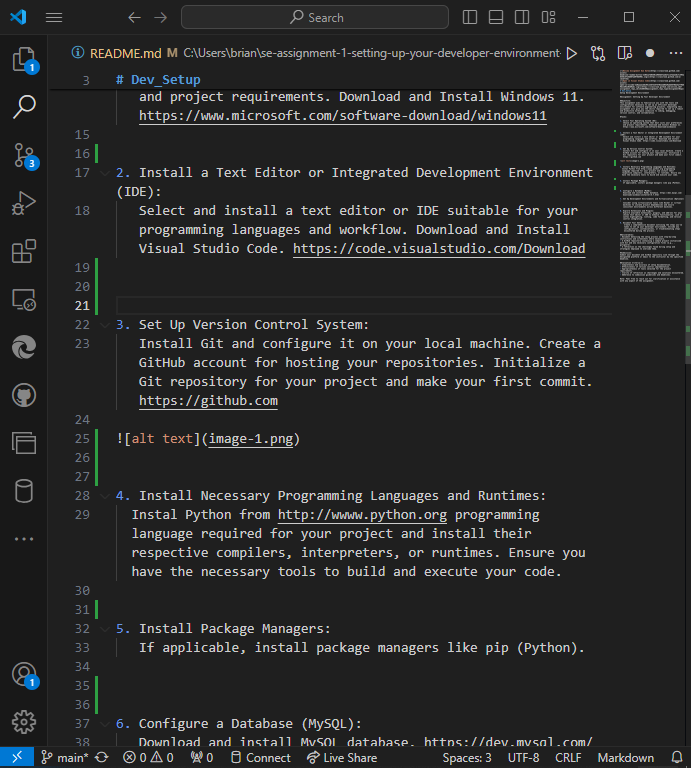 Search
README.md M C:\Users\brian\se-assignment-1-setting-up-your-developer-environment
1
3 # Dev_Setup
and project requirements. Download and Install Windows 11.
https://www.microsoft.com/software-download/windows11
15
16
17 2. Install a Text Editor or Integrated Development Environment
(IDE):
18 Select and install a text editor or IDE suitable for your
programming languages and workflow. Download and Install
Visual Studio Code. https://code.visualstudio.com/Download
3
19
20
21
22 3. Set Up Version Control System:
23 Install Git and configure it on your local machine. Create a
GitHub account for hosting your repositories. Initialize a
Git repository for your project and make your first commit.
https://github.com
24
25 ![alt text](image-1.png)
26
27
28 4. Install Necessary Programming Languages and Runtimes:
29 Instal Python from http://wwww.python.org programming
language required for your project and install their
respective compilers, interpreters, or runtimes. Ensure you
have the necessary tools to build and execute your code.
30
31
32 5. Install Package Managers:
33 If applicable, install package managers like pip (Python).
34
35
36
1
37 6. Configure a Database (MySQL):
38 Download and install MySQL database. https://dev.mysql.com/
main* 0 0 0 Connect Live Share Spaces: 3 UTF-8 CRLF Markdown